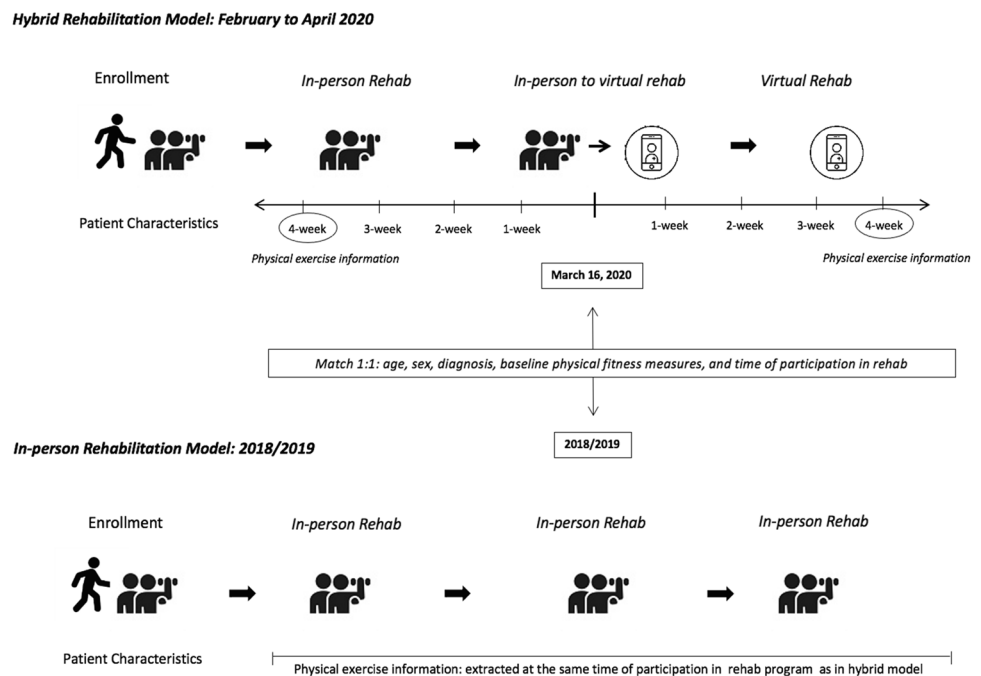 Hybrid Rehabilitation Model: February to April 2020
Enrollment
In-person Rehab
In-person to virtual rehab
Virtual Rehab
Patient Characteristics
4-week
3-week
2-week
1-week
1-week
2-week
3-week
4-week
Physical exercise information
Physical exercise information
March 16, 2020
Match 1:1: age, sex, diagnosis, baseline physical fitness measures, and time of participation in rehab
2018/2019
In-person Rehabilitation Model: 2018/2019
Enrollment
In-person Rehab
In-person Rehab
In-person Rehab
Patient Characteristics
Physical exercise information: extracted at the same time of participation in rehab program as in hybrid model